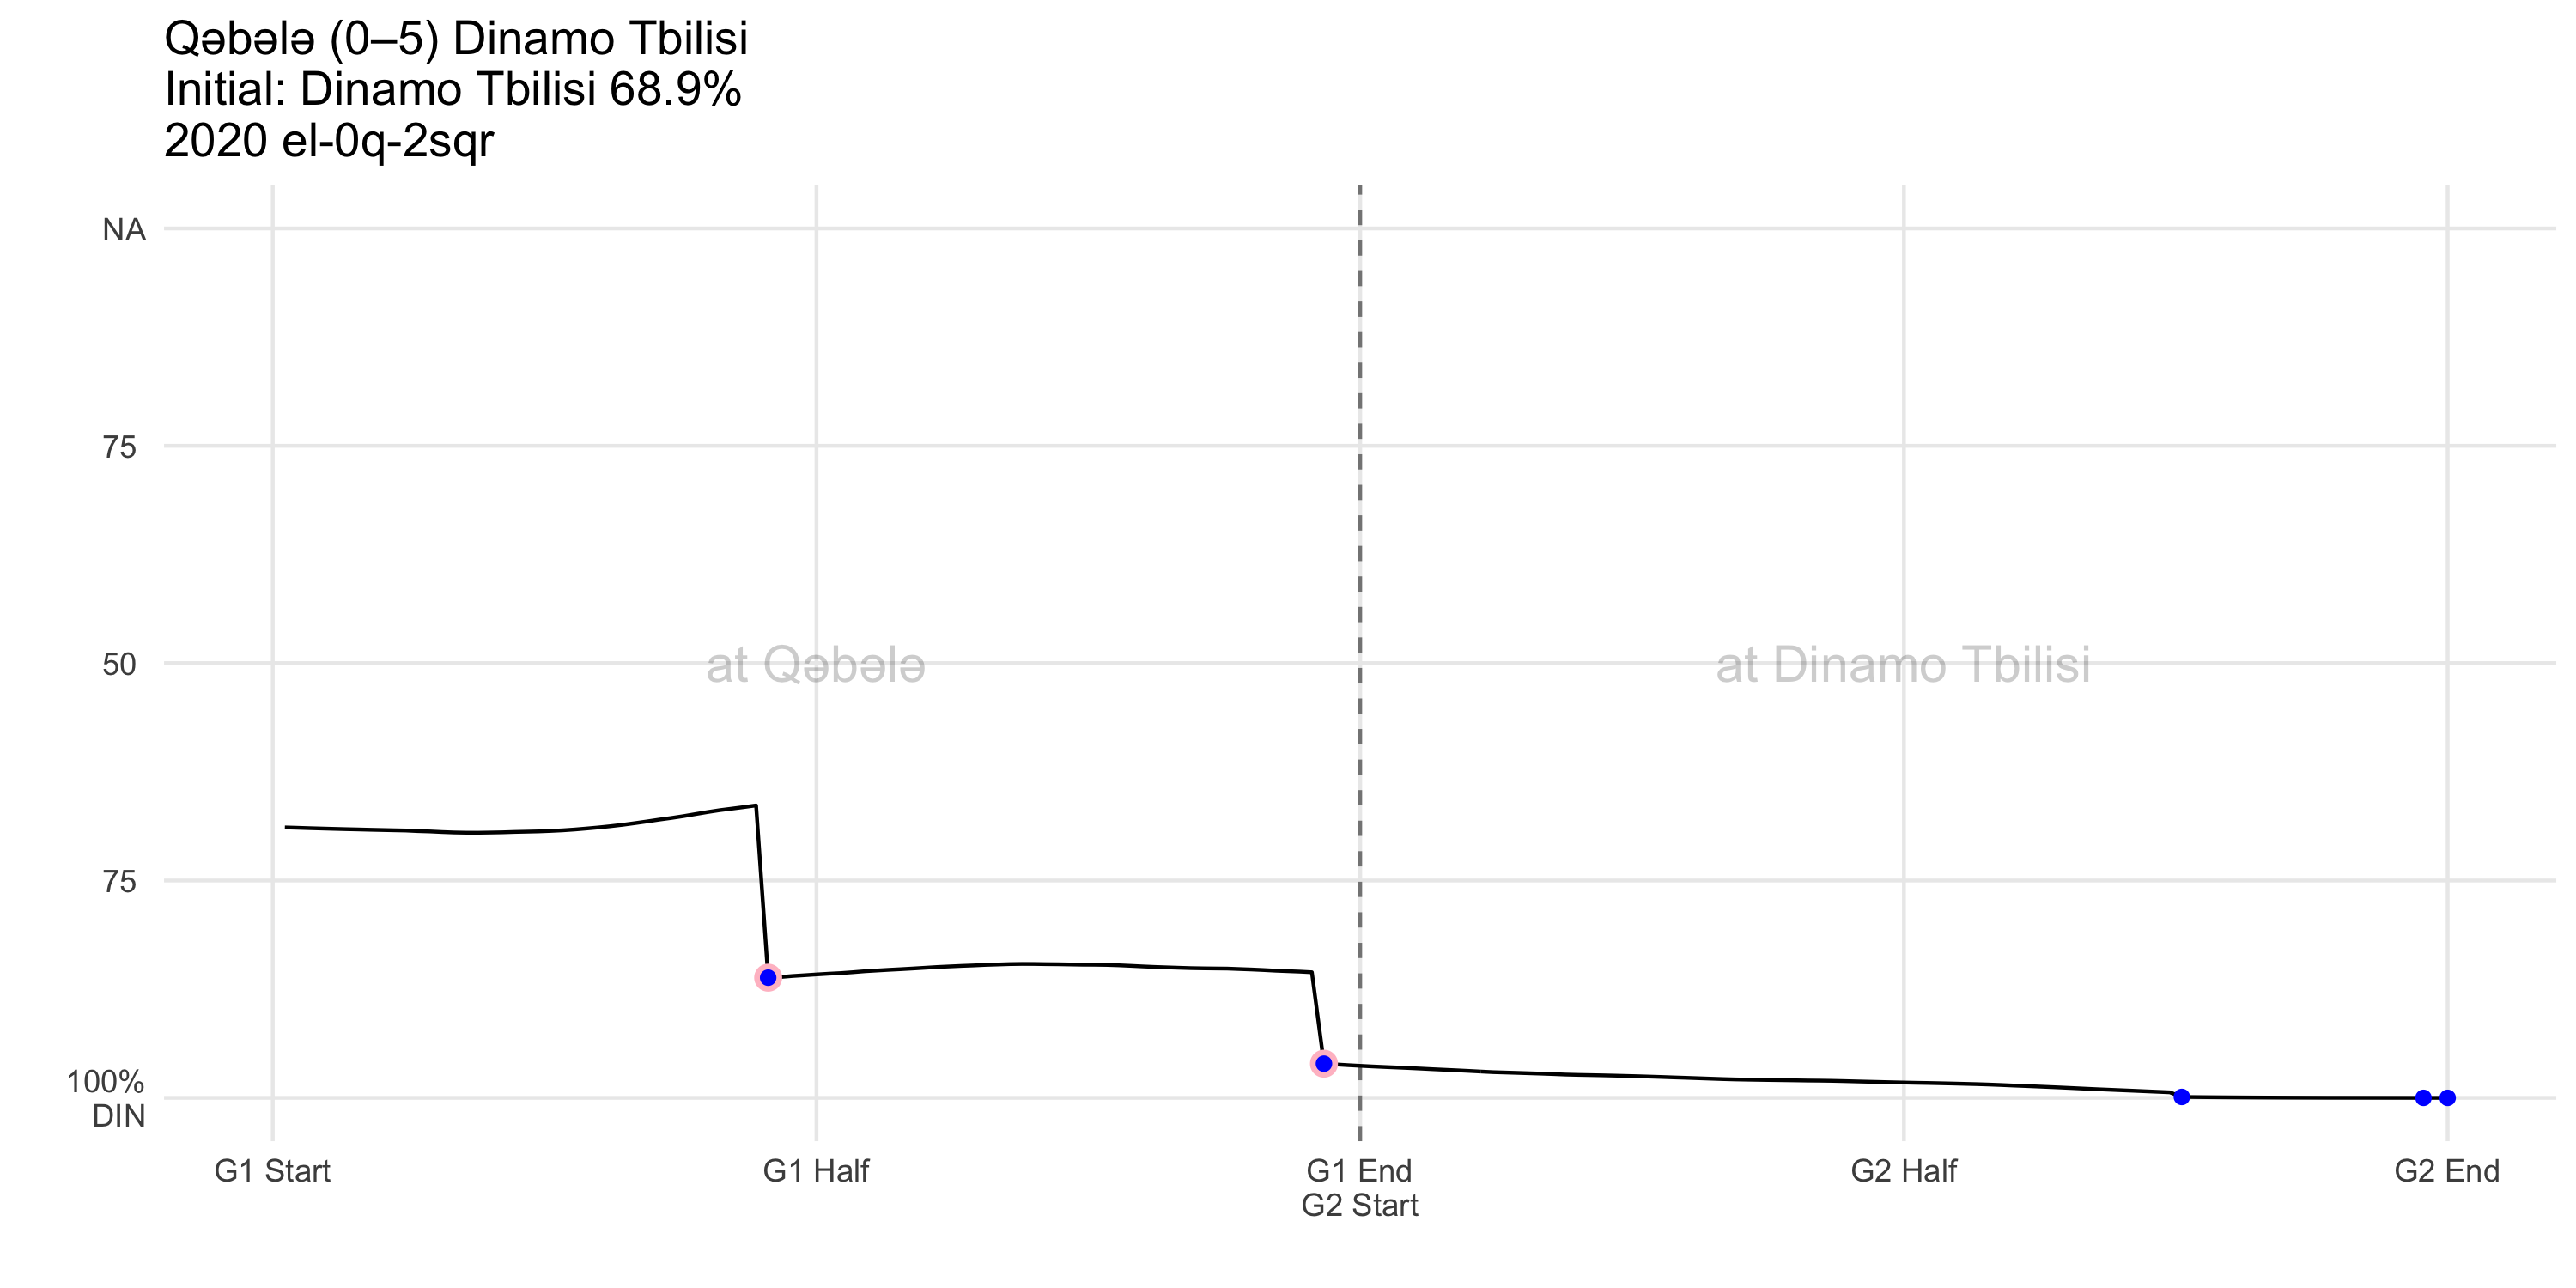 Qəbələ (0–5) Dinamo Tbilisi
Initial: Dinamo Tbilisi 68.9%
2020 el-0q-2sqr
NA
75
50
75
100%
DIN
at Qəbələ
at Dinamo Tbilisi
G1 Start
G1 Half
G1 End
G2 Start
G2 Half
G2 End